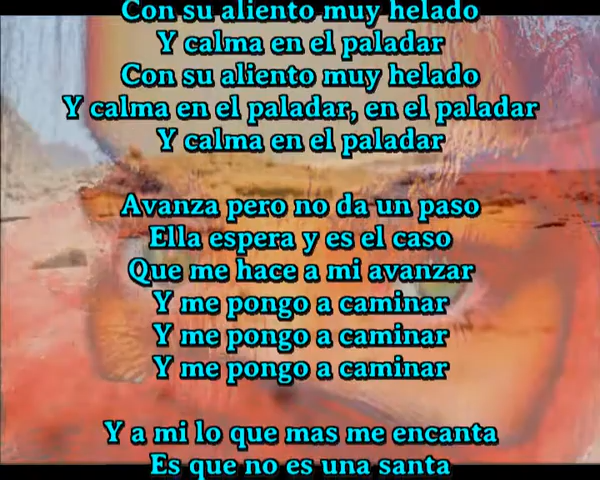 Con su aliento muy helado
Y calma en el paladar
Con su aliento muy helado
Y calma en el paladar, en el paladar
Y calma en el paladar
Avanza pero no da un paso
Ella espera y es el caso
Que me hace a mi avanzar
Y me pongo a caminar
Y me pongo a caminar
Y me pongo a caminar
Y a mi lo que mas me encanta
Es que no es una santa